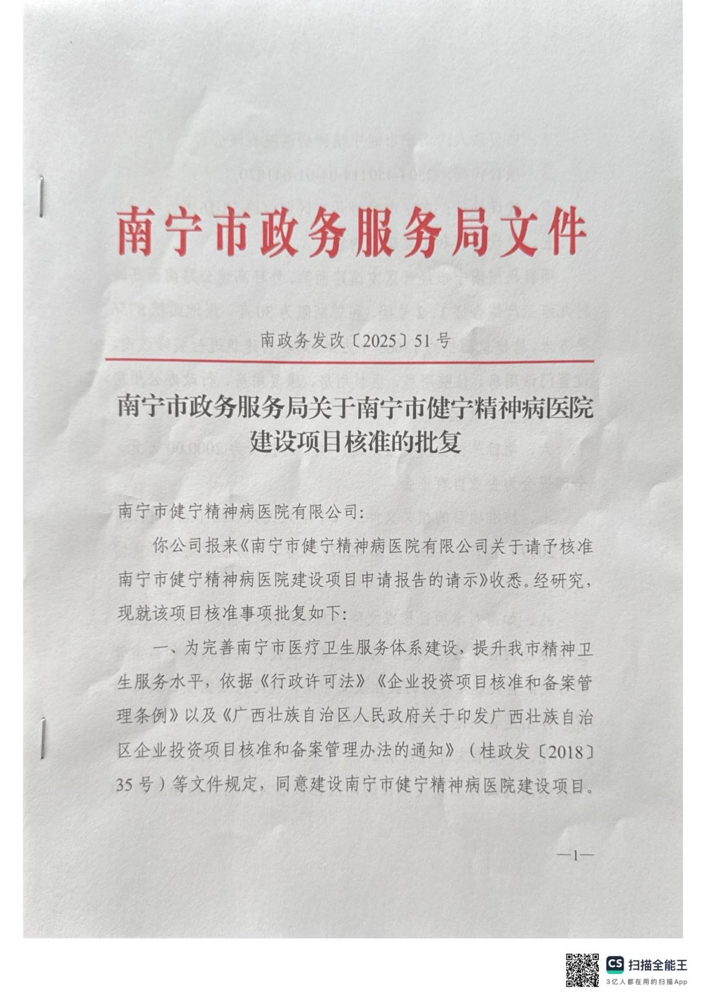 南宁市政务服务局文件
南政务发改〔2025〕51号
南宁市政务服务局关于南宁市健宁精神病医院
建设项目核准的批复
南宁市健宁精神病医院有限公司:
你公司报来《南宁市健宁精神病医院有限公司关于请予核准
南宁市健宁精神病医院建设项目申请报告的请示》收悉。经研究,
现就该项目核准事项批复如下:
一、为完善南宁市医疗卫生服务体系建设,提升我市精神卫
生服务水平,依据《行政许可法》《企业投资项目核准和备案管
理条例》以及《广西壮族自治区人民政府关于印发广西壮族自治
区企业投资项目核准和备案管理办法的通知》(桂政发〔2018〕
35号)等文件规定,同意建设南宁市健宁精神病医院建设项目。
—1—
CS 扫描全能王
3亿人都在用的扫描App